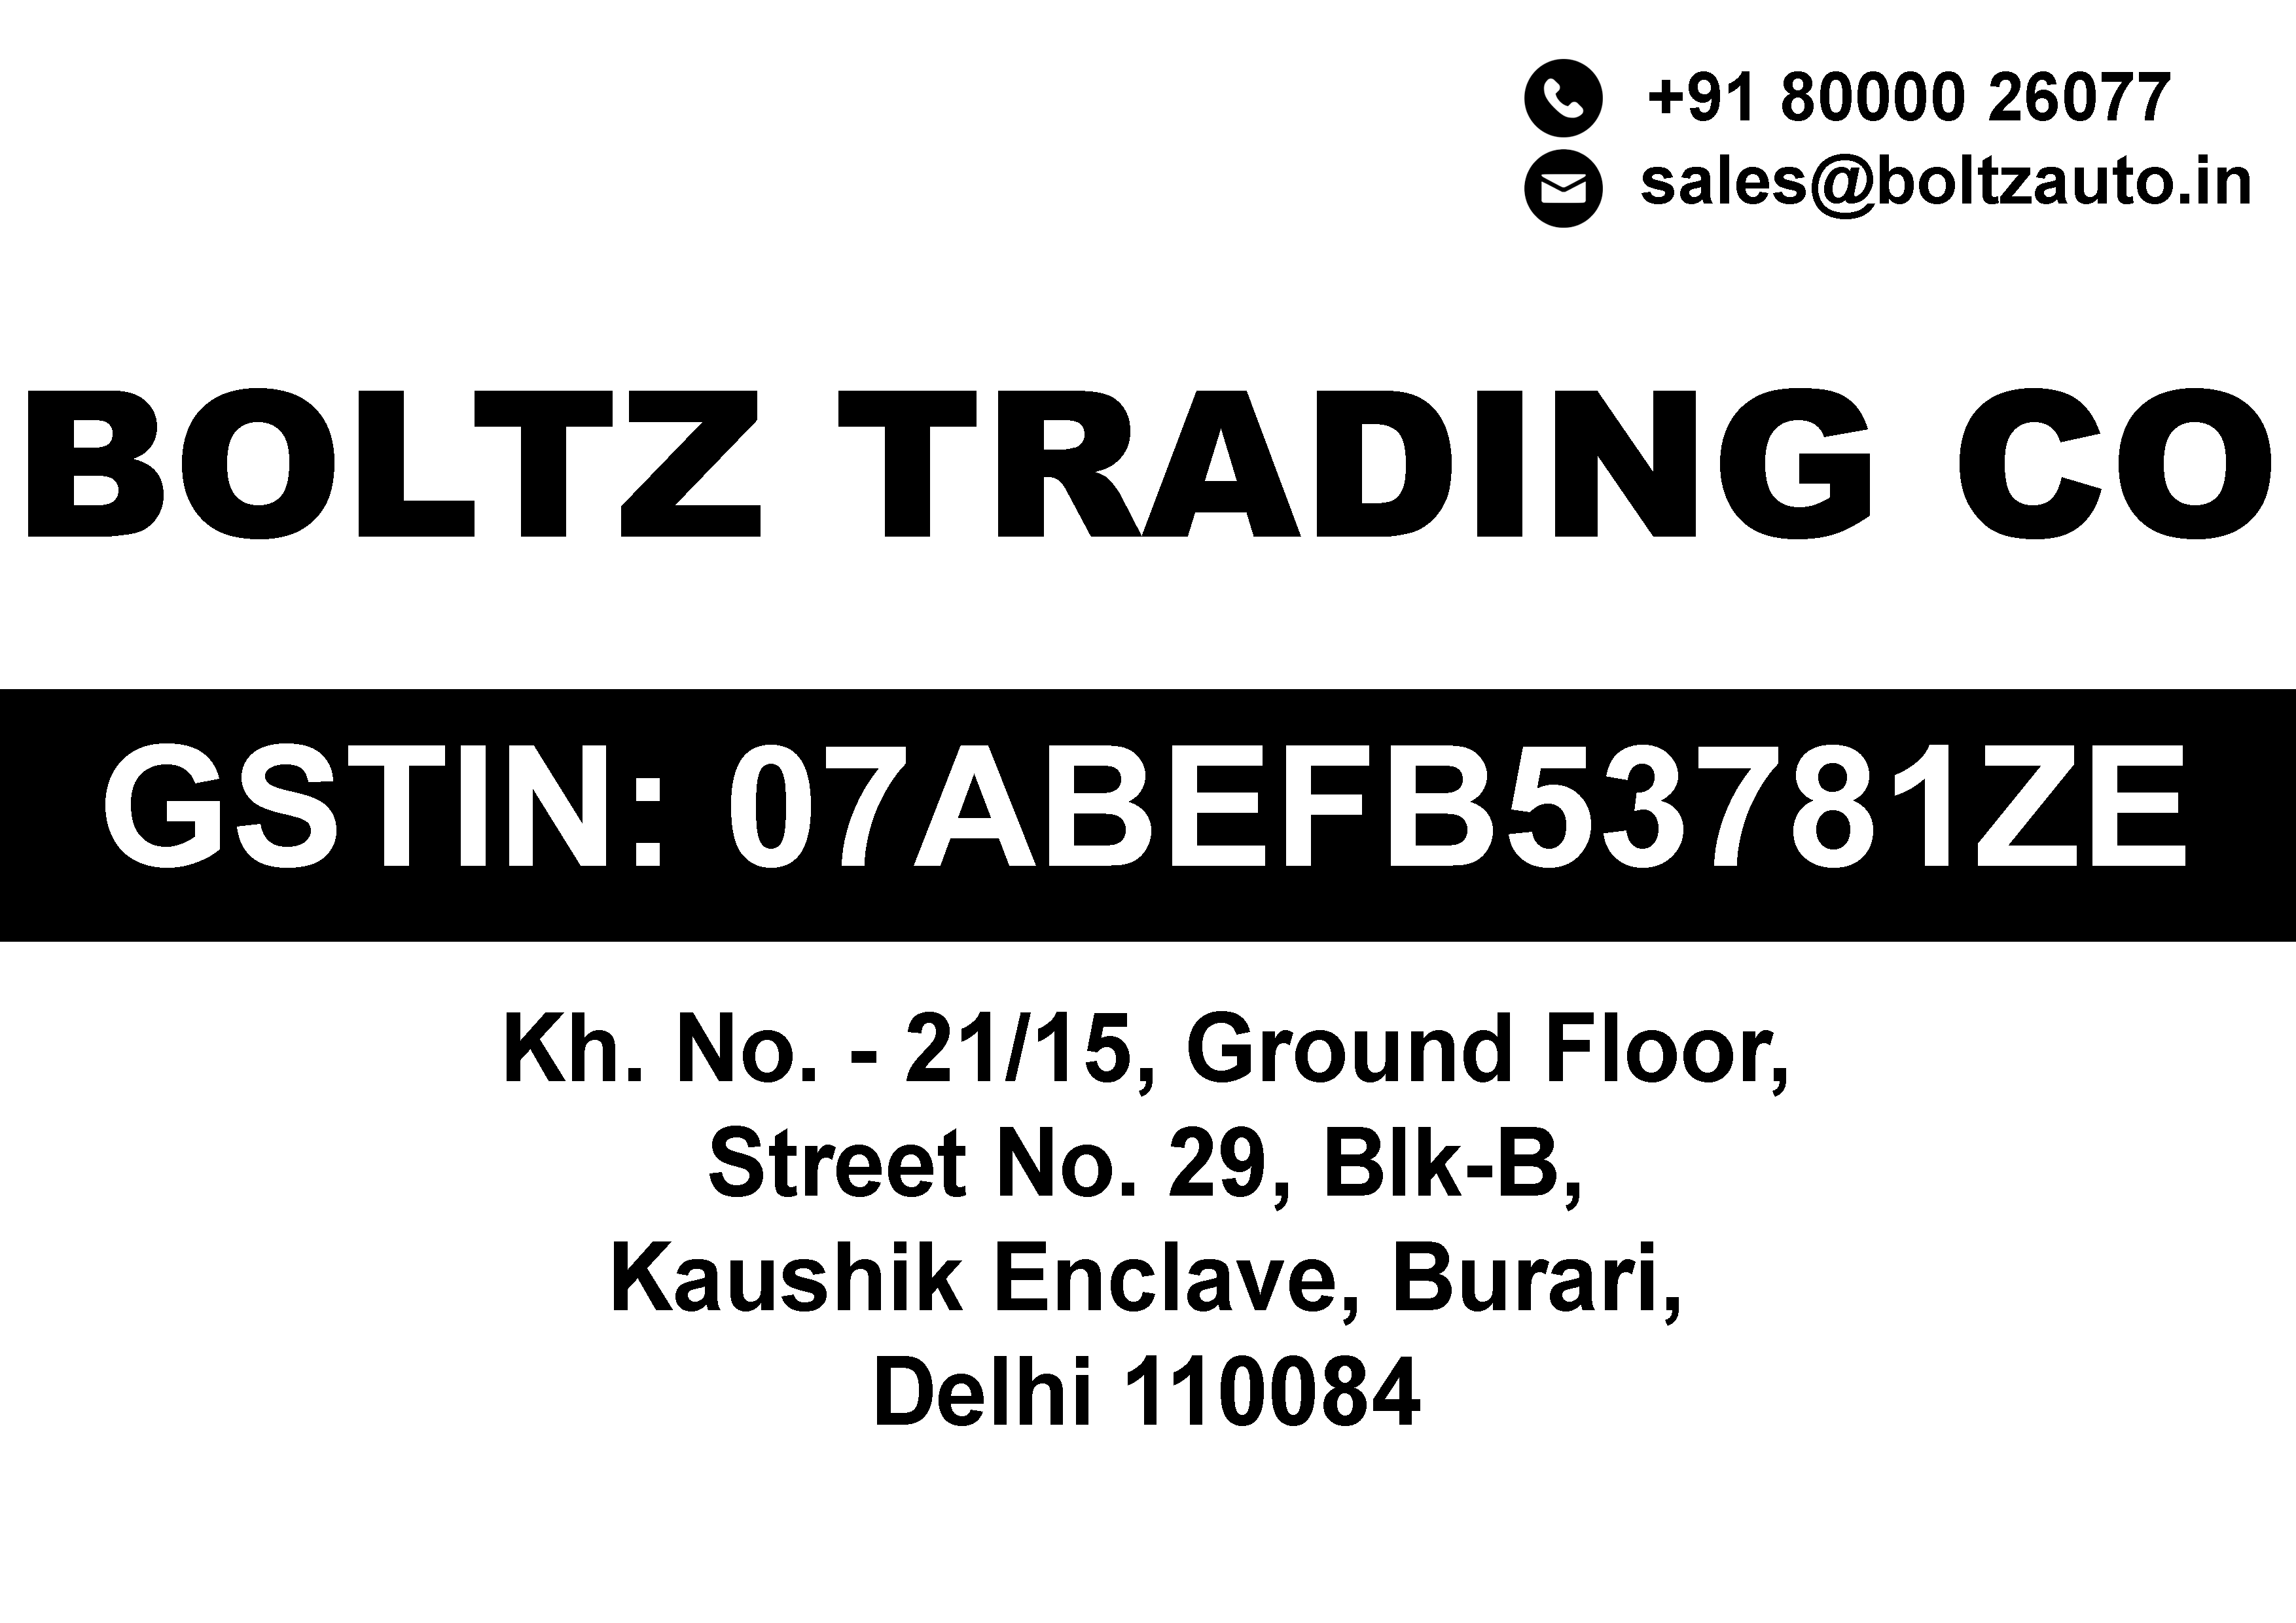 +91 80000 26077
sales@boltzauto.in
BOLTZ TRADING CO
GSTIN: 07ABEFB53781ZE
Kh. No. - 21/15, Ground Floor,
Street No. 29, Blk-B,
Kaushik Enclave, Burari,
Delhi 110084